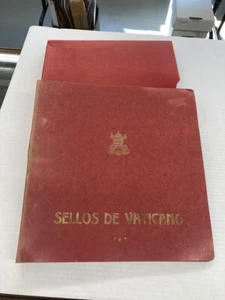 SELLOS DE VATICANO